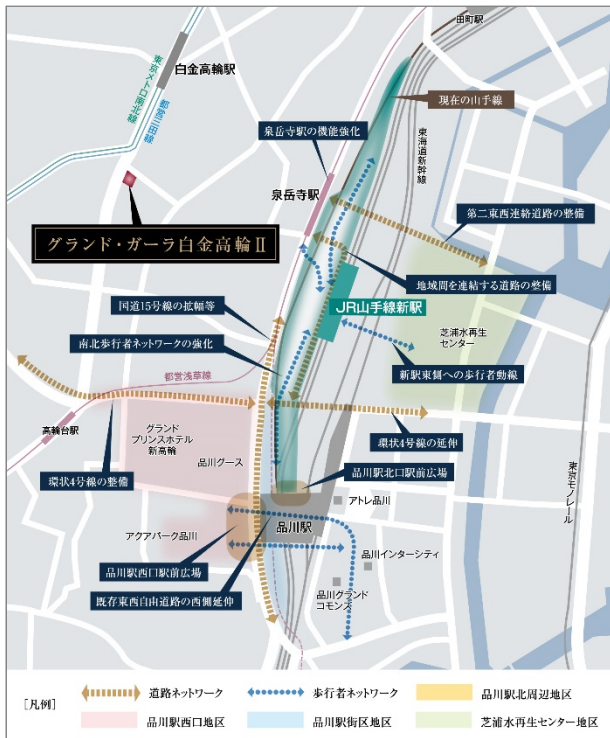 田町駅
白金高輪駅
東京メトロ南北線
都営三田線
現在の山手線
泉岳寺駅の機能強化
東海道新幹線
泉岳寺駅
第二東西連絡道路の整備
グランド・ガーラ白金高輪Ⅱ
地域間を連結する道路の整備
国道15号線の拡幅等
JR山手線新駅
芝浦水再生
センター
南北歩行者ネットワークの強化
新駅東側への歩行者動線
都営浅草線
高輪台駅
グランド
プリンスホテル
新高輪
品川グース
環状4号線の延伸
環状4号線の整備
品川駅北口駅前広場
東京モノレール
アトレ品川
品川駅
アクアパーク品川
品川インターシティ
品川駅西口駅前広場
品川グランド
コモンズ
既存東西自由道路の西側延伸
[凡例]
道路ネットワーク
歩行者ネットワーク
品川駅北周辺地区
品川駅西口地区
品川駅街区地区
芝浦水再生センター地区